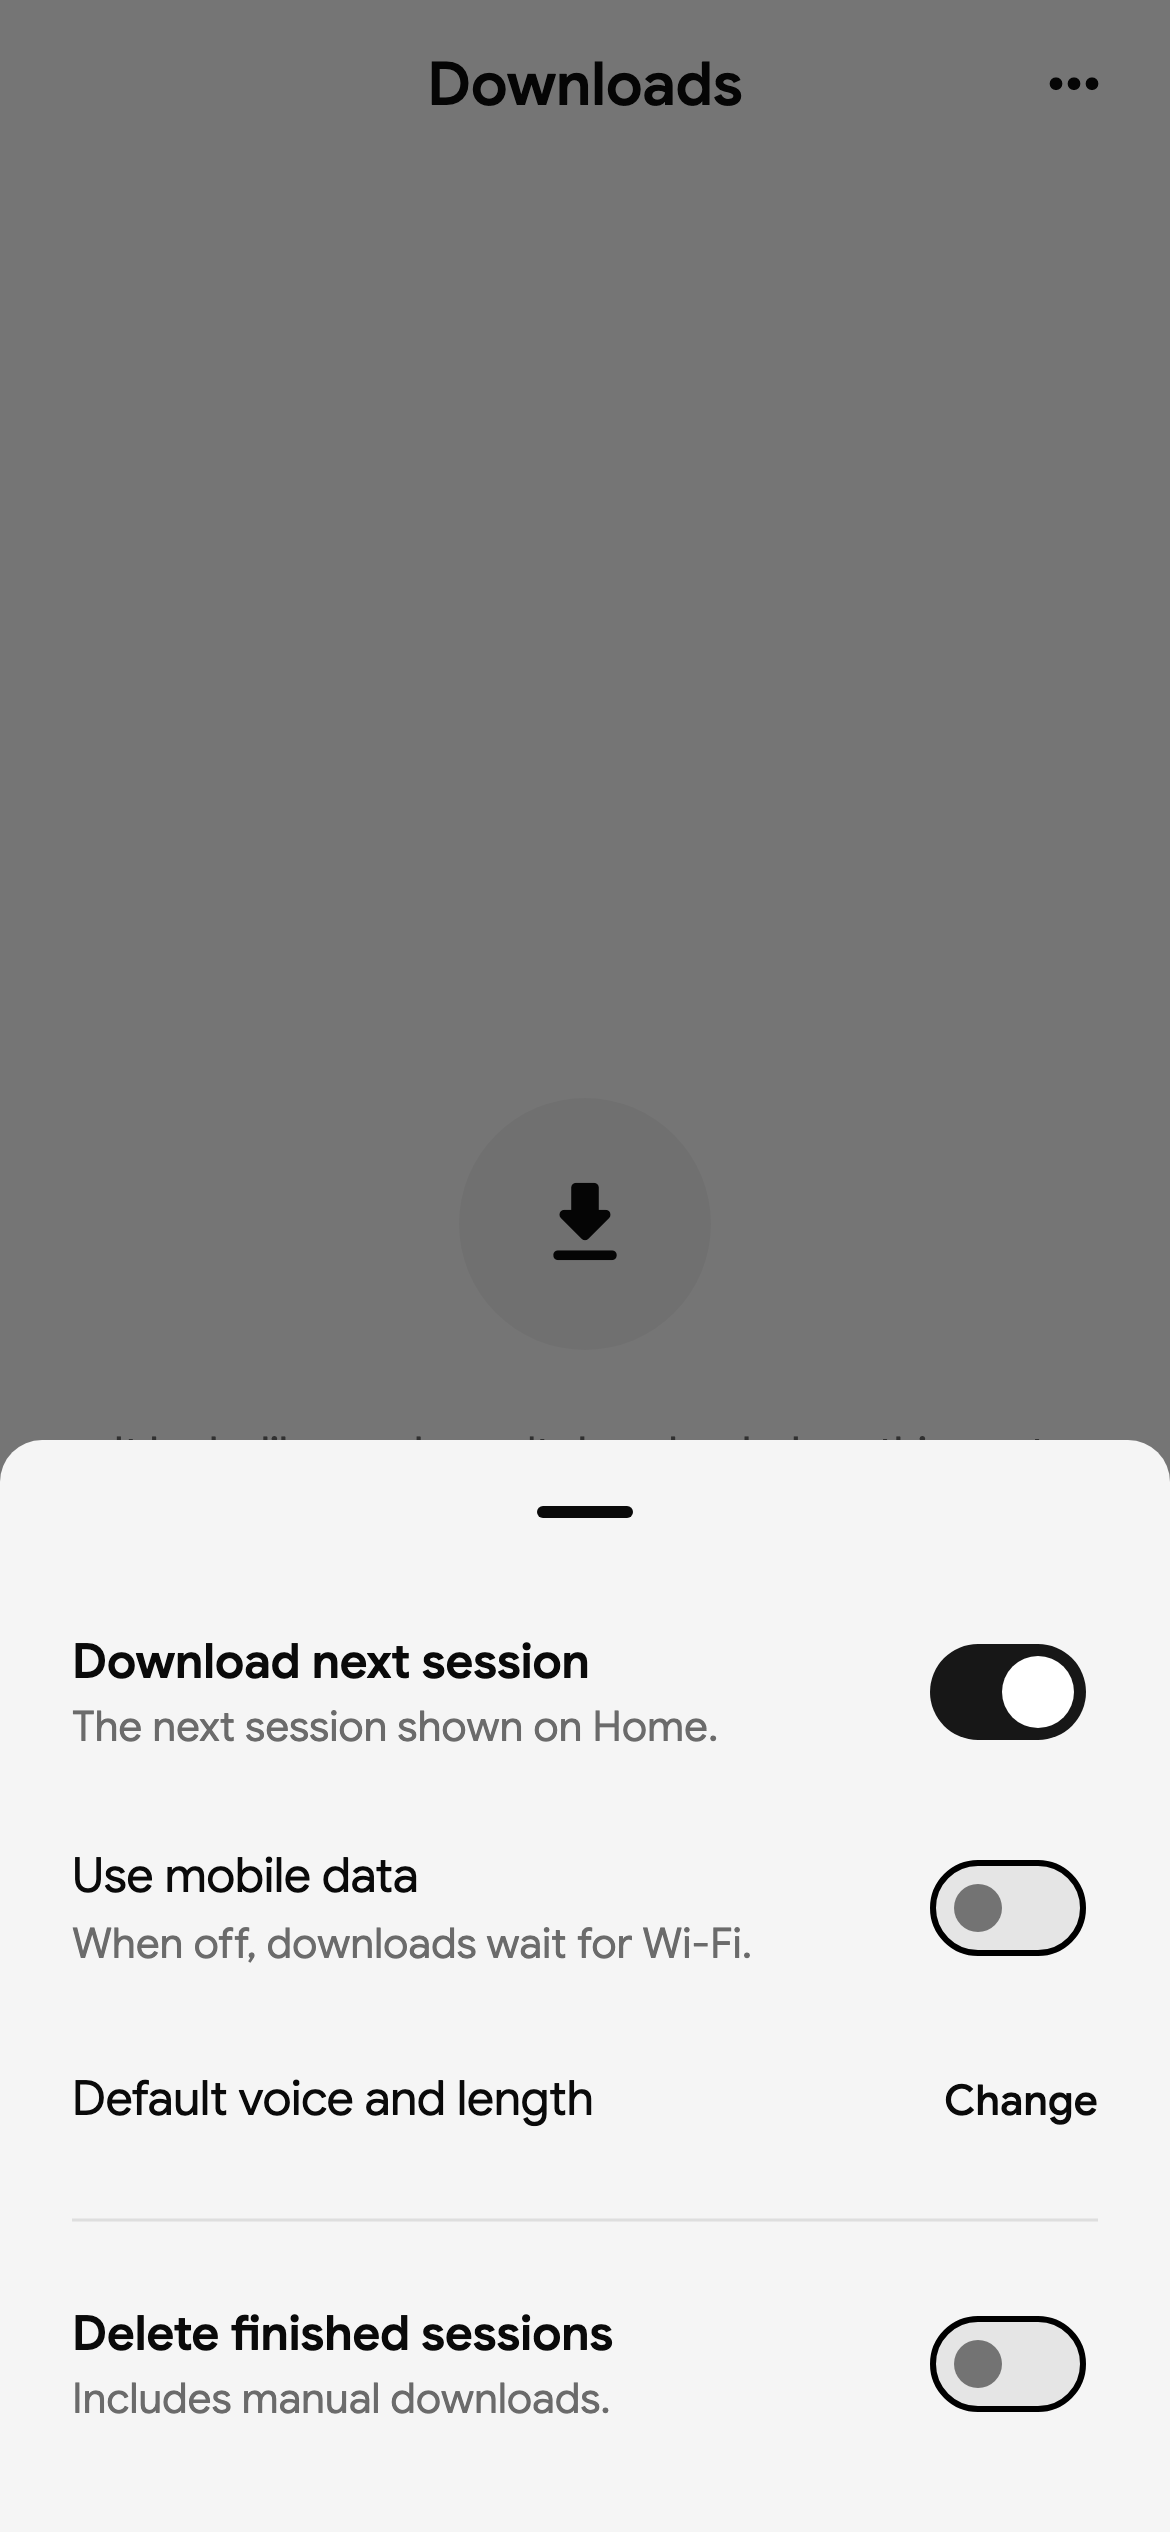 Downloads
Download next session
The next session shown on Home.
Use mobile data
When off, downloads wait for Wi-Fi.
Default voice and length
Change
Delete finished sessions
Includes manual downloads.